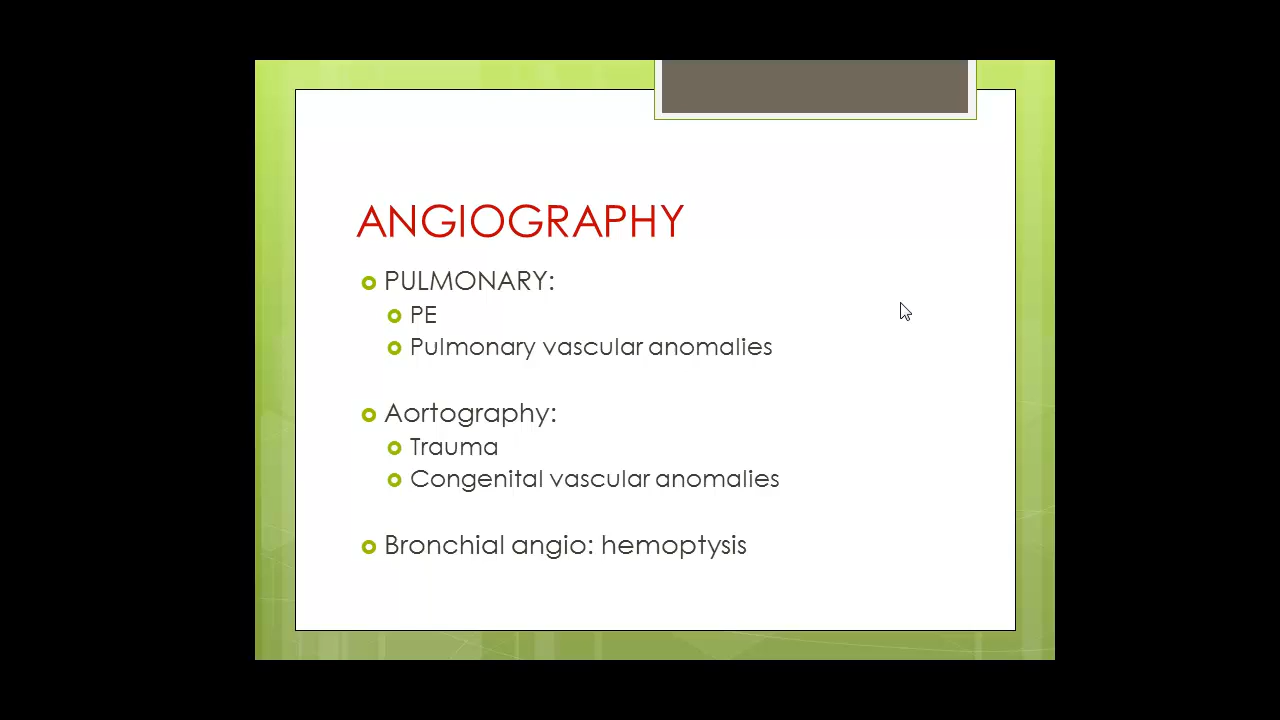 ANGIOGRAPHY
PULMONARY:
PE
Pulmonary vascular anomalies
Aortography:
Trauma
Congenital vascular anomalies
Bronchial angio: hemoptysis